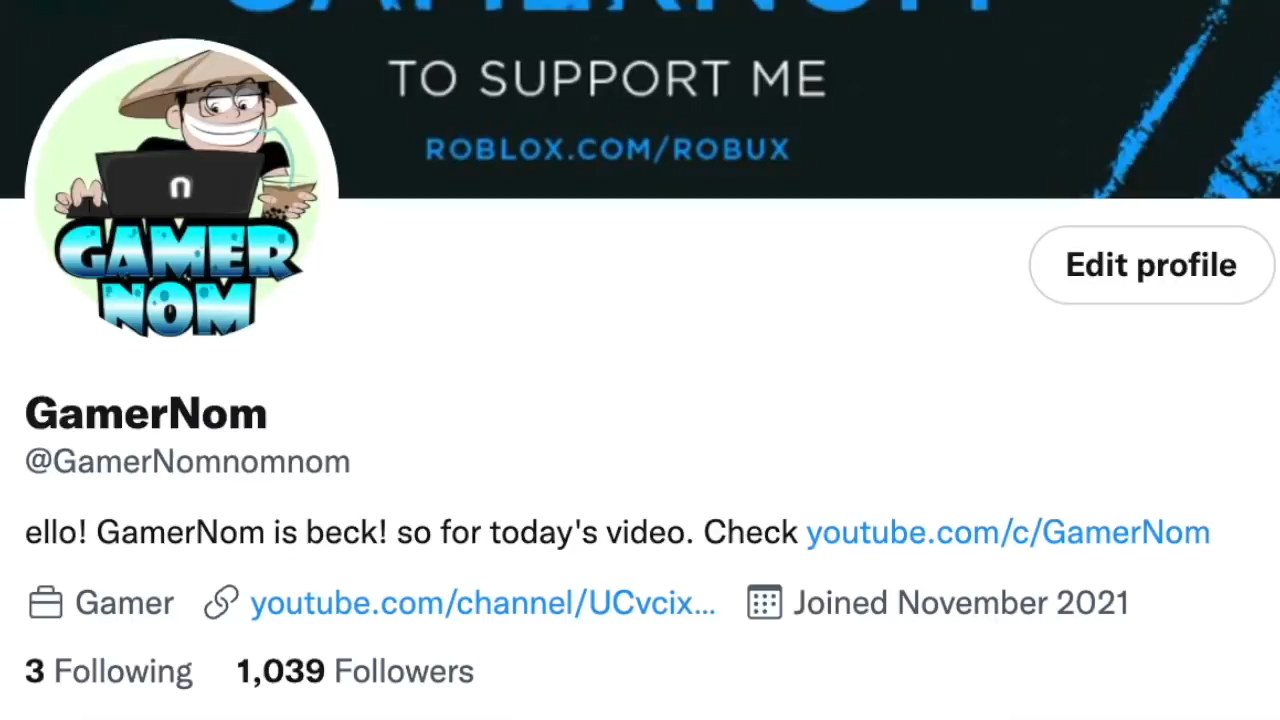 GAMERNOM
TO SUPPORT ME
ROBLOX.COM/ROBUX
n
GAMER
NOM
Edit profile
GamerNom
@GamerNomnomnom
ello! GamerNom is beck! so for today's video. Check youtube.com/c/GamerNom
Gamer youtube.com/channel/UCvcix... Joined November 2021
3 Following 1,039 Followers